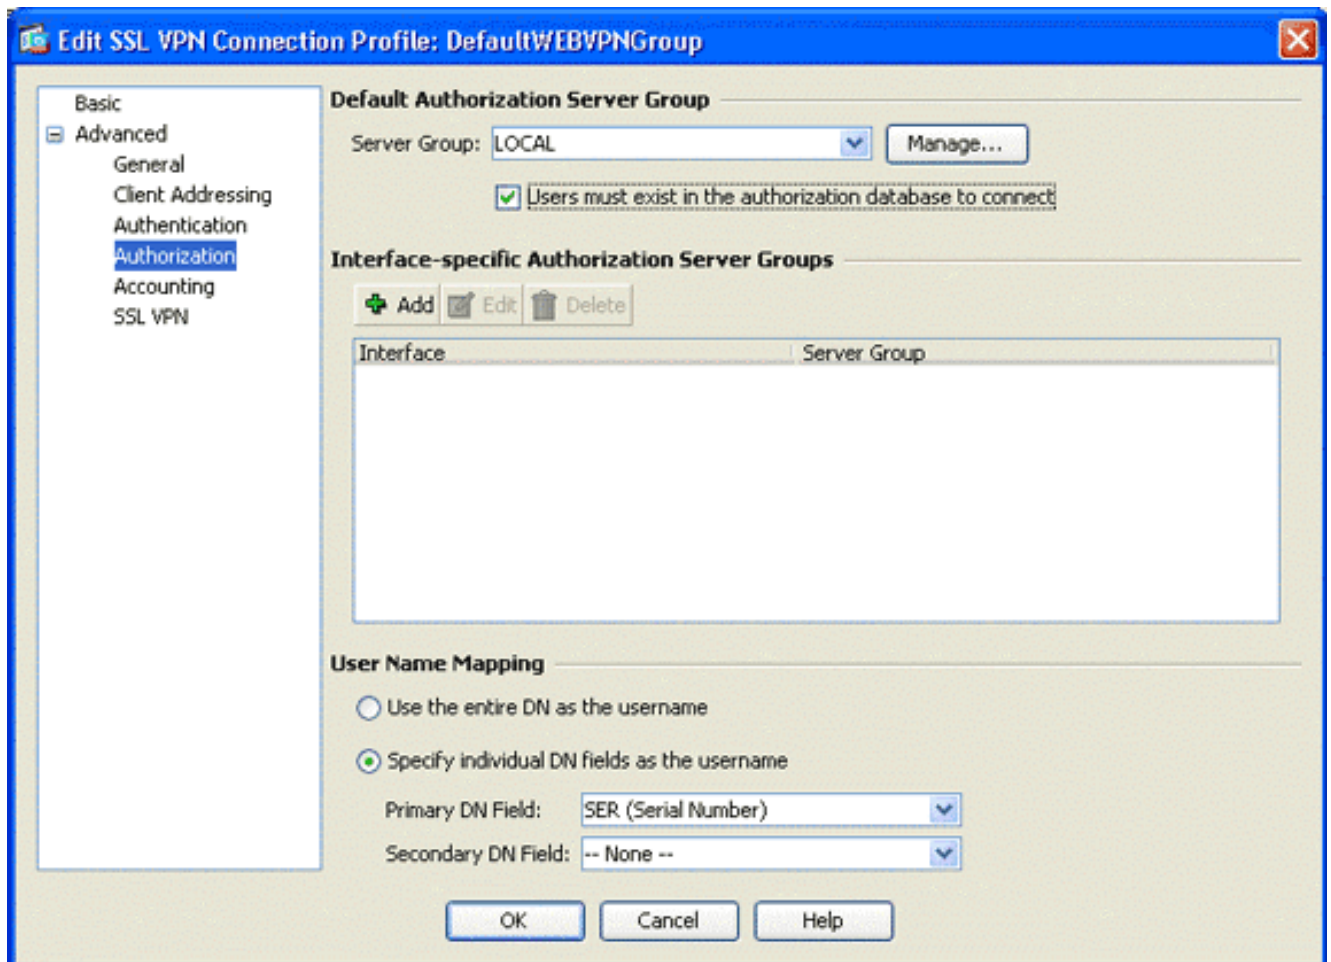 Edit SSL VPN Connection Profile: DefaultWEBVPNGroup
Basic
Advanced
General
Client Addressing
Authentication
Authorization
Accounting
SSL VPN
Default Authorization Server Group
Server Group: LOCAL Manage...
Users must exist in the authorization database to connect
Interface-specific Authorization Server Groups
Add Edit Delete
Interface Server Group
User Name Mapping
Use the entire DN as the username
Specify individual DN fields as the username
Primary DN Field: SER (Serial Number)
Secondary DN Field: -- None --
OK Cancel Help